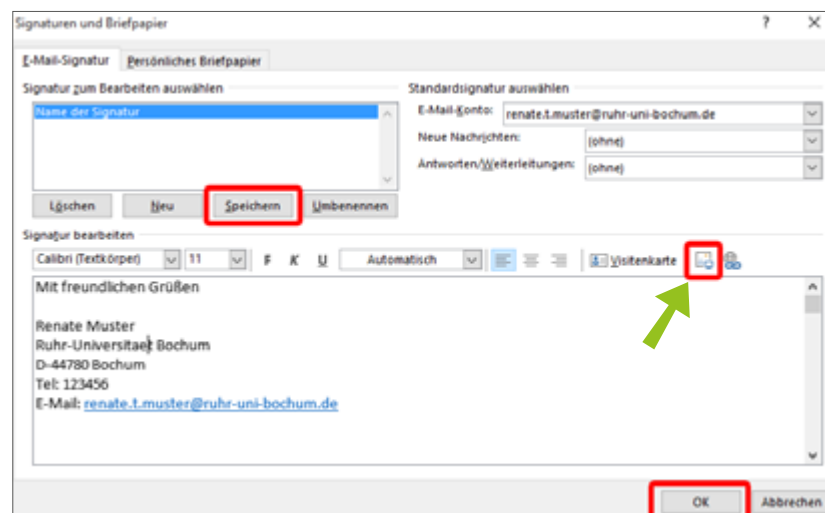 Signaturen und Briefpapier ? X
E-Mail-Signatur Persönliches Briefpapier
Signatur zum Bearbeiten auswählen Standardsignatur auswählen
Name der Signatur E-Mail-Konto: renate.t.muster@ruhr-uni-bochum.de
Neue Nachrichten: (ohne)
Antworten/Weiterleitungen: (ohne)
Löschen Neu Speichern Umbenennen
Signatur bearbeiten
Calibri (Textkörper) 11 F K U Automatisch Visitenkarte
Mit freundlichen Grüßen
Renate Muster
Ruhr-Universitaet Bochum
D-44780 Bochum
Tel: 123456
E-Mail: renate.t.muster@ruhr-uni-bochum.de
OK Abbrechen